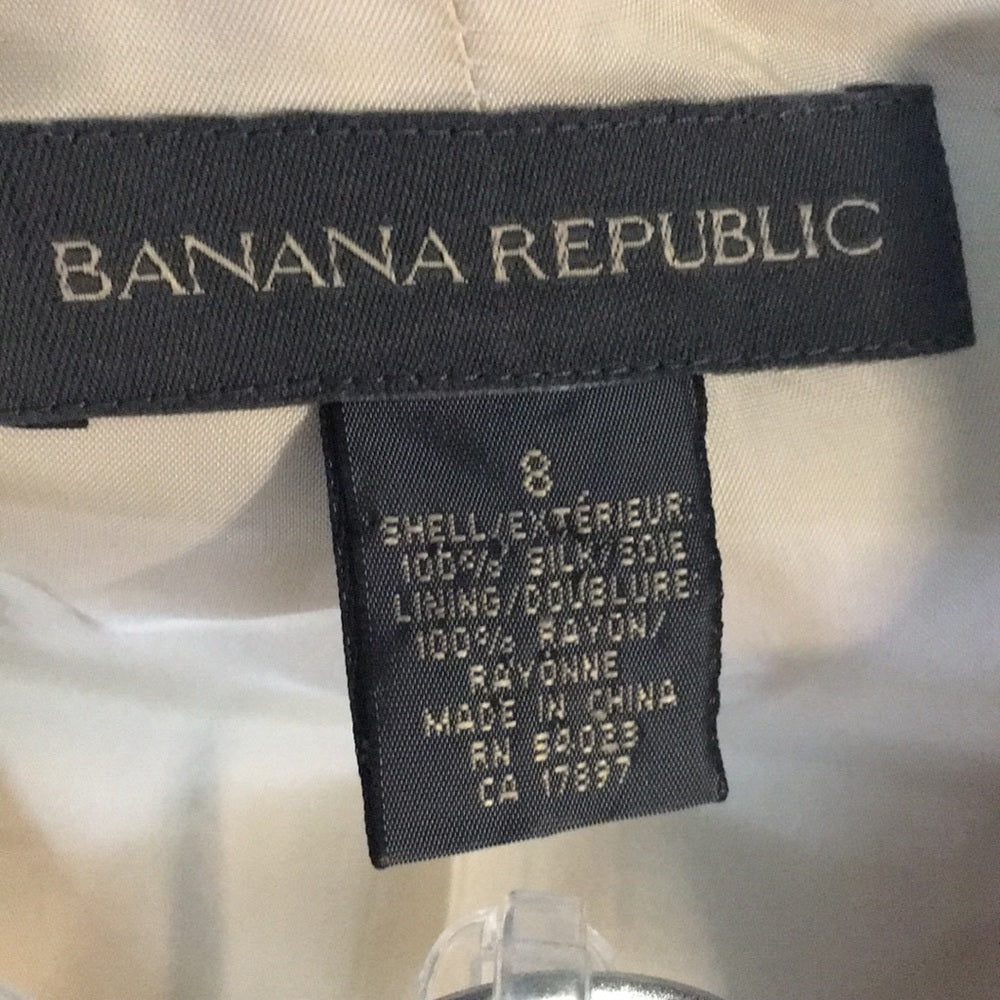 BANANA REPUBLIC
8
SHELL/EXTÉRIEUR:
100% SILK/SOIE
LINING/DOUBLURE:
100% RAYON/
RAYONNE
MADE IN CHINA
RN 54023
CA 17897